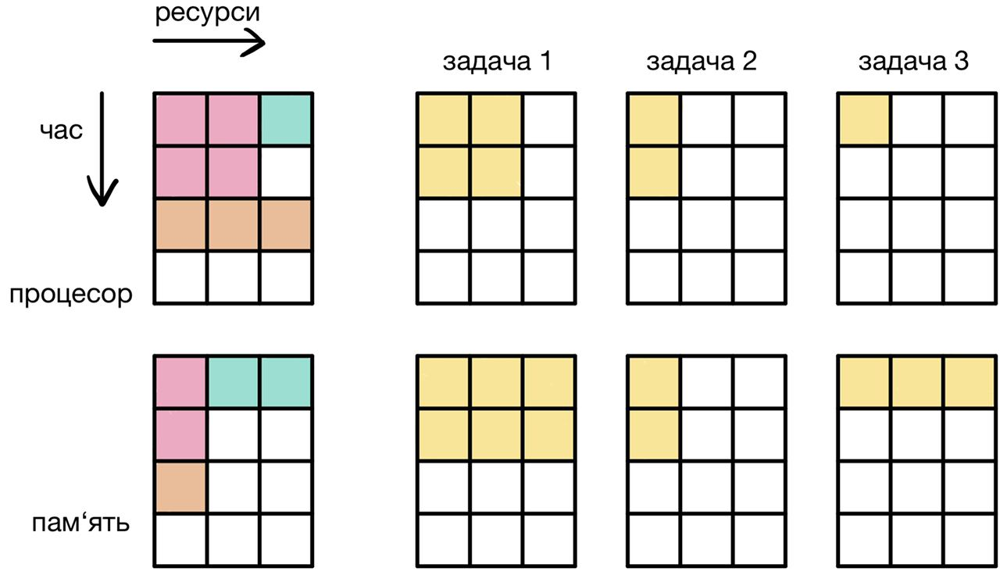 ресурси
задача 1
задача 2
задача 3
час
процесор
пам‘ять